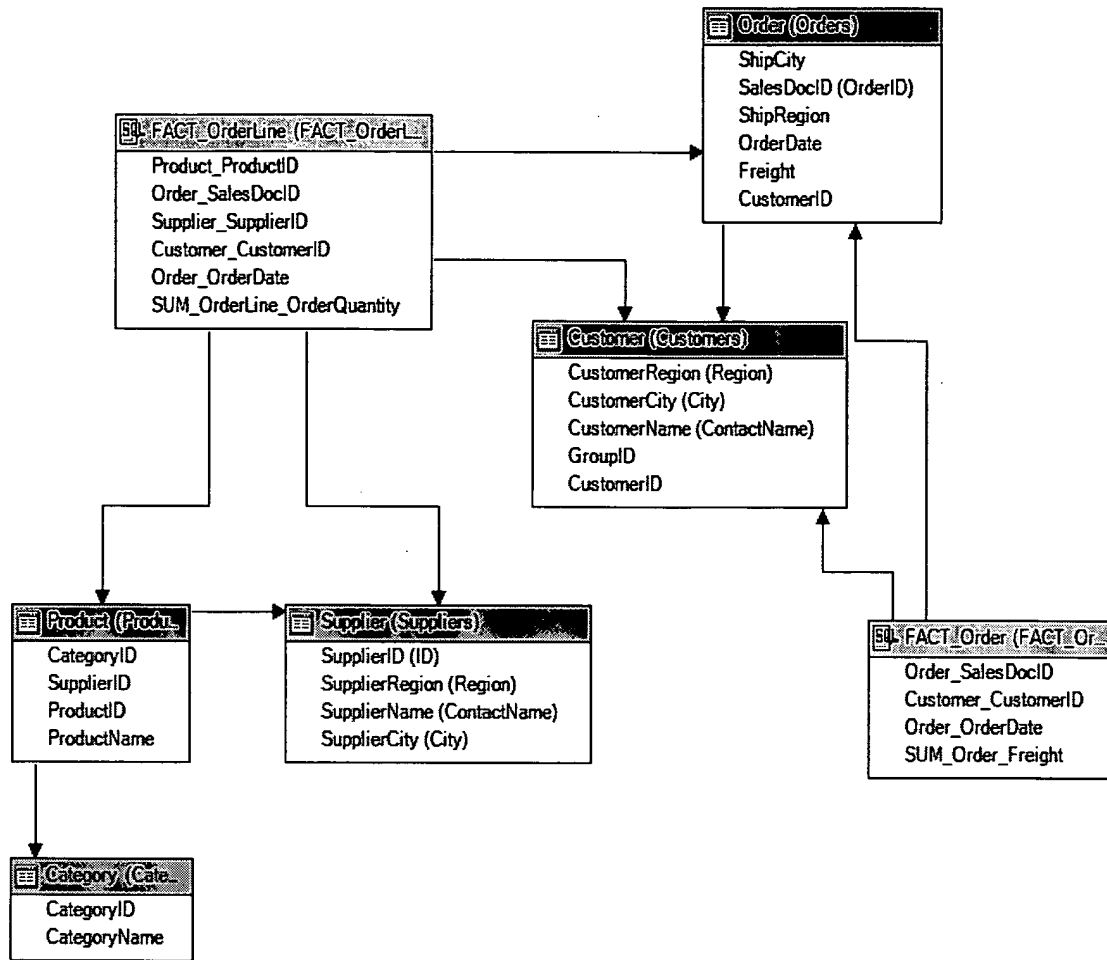 Order (Orders)
ShipCity
SalesDocID (OrderID)
ShipRegion
OrderDate
Freight
CustomerID
SQL FACT_OrderLine (FACT_OrderL...
Product_ProductID
Order_SalesDocID
Supplier_SupplierID
Customer_CustomerID
Order_OrderDate
SUM_OrderLine_OrderQuantity
Customer (Customers)
CustomerRegion (Region)
CustomerCity (City)
CustomerName (ContactName)
GroupID
CustomerID
Product (Produ...
CategoryID
SupplierID
ProductID
ProductName
Supplier (Suppliers)
SupplierID (ID)
SupplierRegion (Region)
SupplierName (ContactName)
SupplierCity (City)
SQL FACT_Order (FACT_Or...
Order_SalesDocID
Customer_CustomerID
Order_OrderDate
SUM_Order_Freight
Category (Cate...
CategoryID
CategoryName